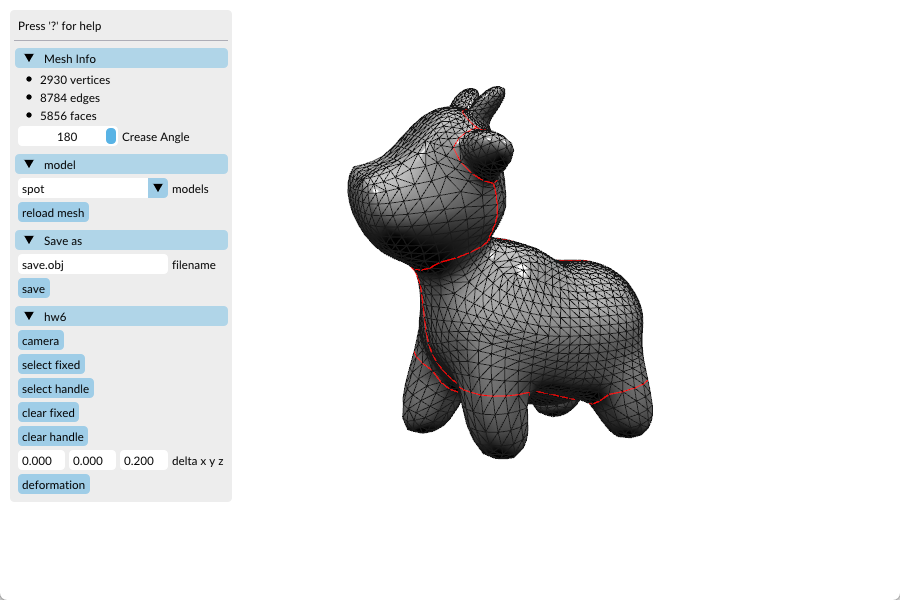 Press '?' for help
Mesh Info
2930 vertices
8784 edges
5856 faces
180 Crease Angle
model
spot models
reload mesh
Save as
save.obj filename
save
hw6
camera
select fixed
select handle
clear fixed
clear handle
0.000 0.000 0.200 delta x y z
deformation